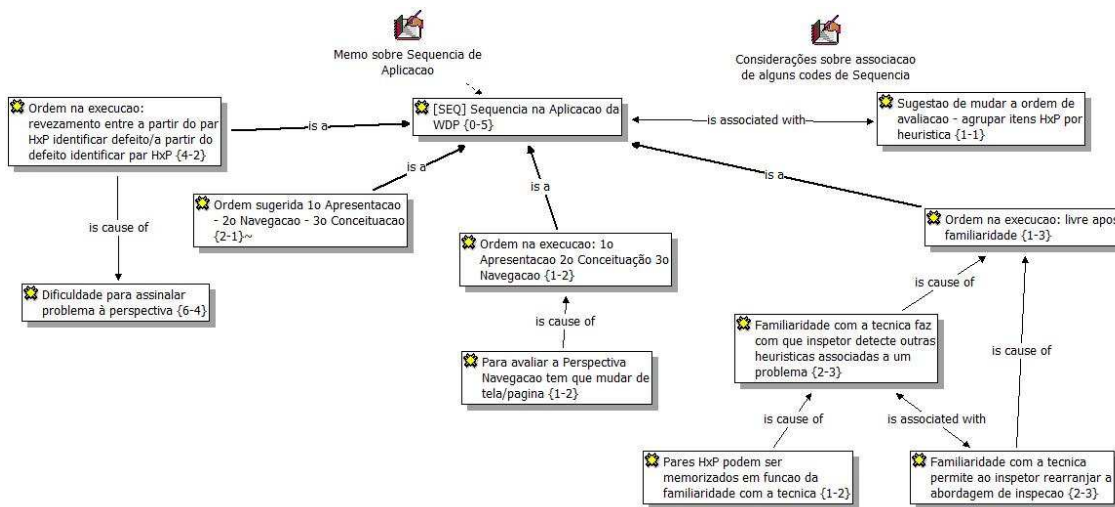 Memo sobre Sequencia de
Aplicacao
Considerações sobre associacao
de alguns codes de Sequencia
Ordem na execucao:
revezamento entre a partir do par
HxP identificar defeito/a partir do
defeito identificar par HxP {4-2}
is a
[SEQ] Sequencia na Aplicacao da
WDP {0-5}
is associated with
Sugestao de mudar a ordem de
avaliacao - agrupar itens HxP por
heuristica {1-1}
is a
is a
is a
Ordem sugerida 1o Apresentacao
- 2o Navegacao - 3o Conceituacao
{2-1}~
Ordem na execucao: livre apos
familiaridade {1-3}
is cause of
Ordem na execucao: 1o
Apresentacao 2o Conceituação 3o
Navegacao {1-2}
Dificuldade para assinalar
problema à perspectiva {6-4}
is cause of
is cause of
Familiaridade com a tecnica faz
com que inspetor detecte outras
heuristicas associadas a um
problema {2-3}
is cause of
Para avaliar a Perspectiva
Navegacao tem que mudar de
tela/pagina {1-2}
is cause of
is associated with
Pares HxP podem ser
memorizados em funcao da
familiaridade com a tecnica {1-2}
Familiaridade com a tecnica
permite ao inspetor rearranjar a
abordagem de inspecao {2-3}